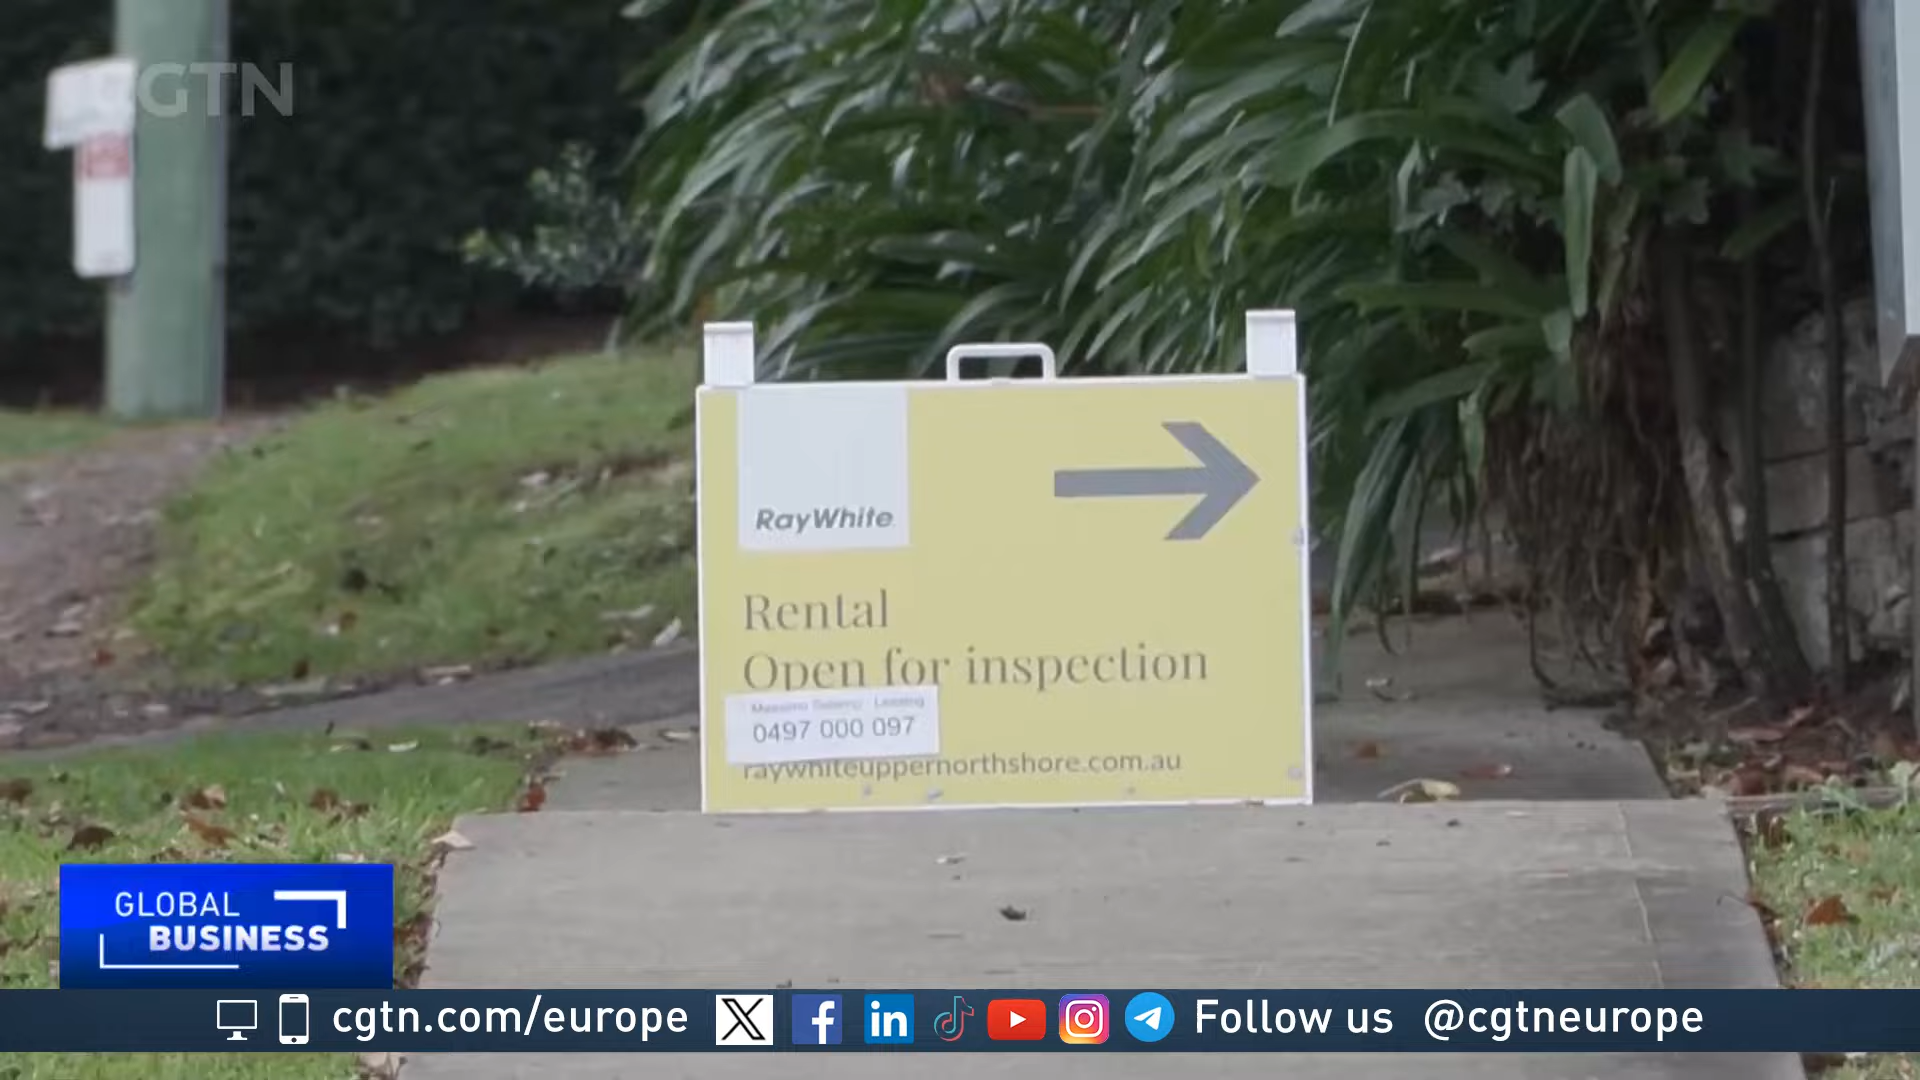 CGTN
RayWhite
Rental
Open for inspection
Leasing
0497 000 097
raywhiteuppernorthshore.com.au
GLOBAL
BUSINESS
cgtn.com/europe
Follow us @cgtneurope